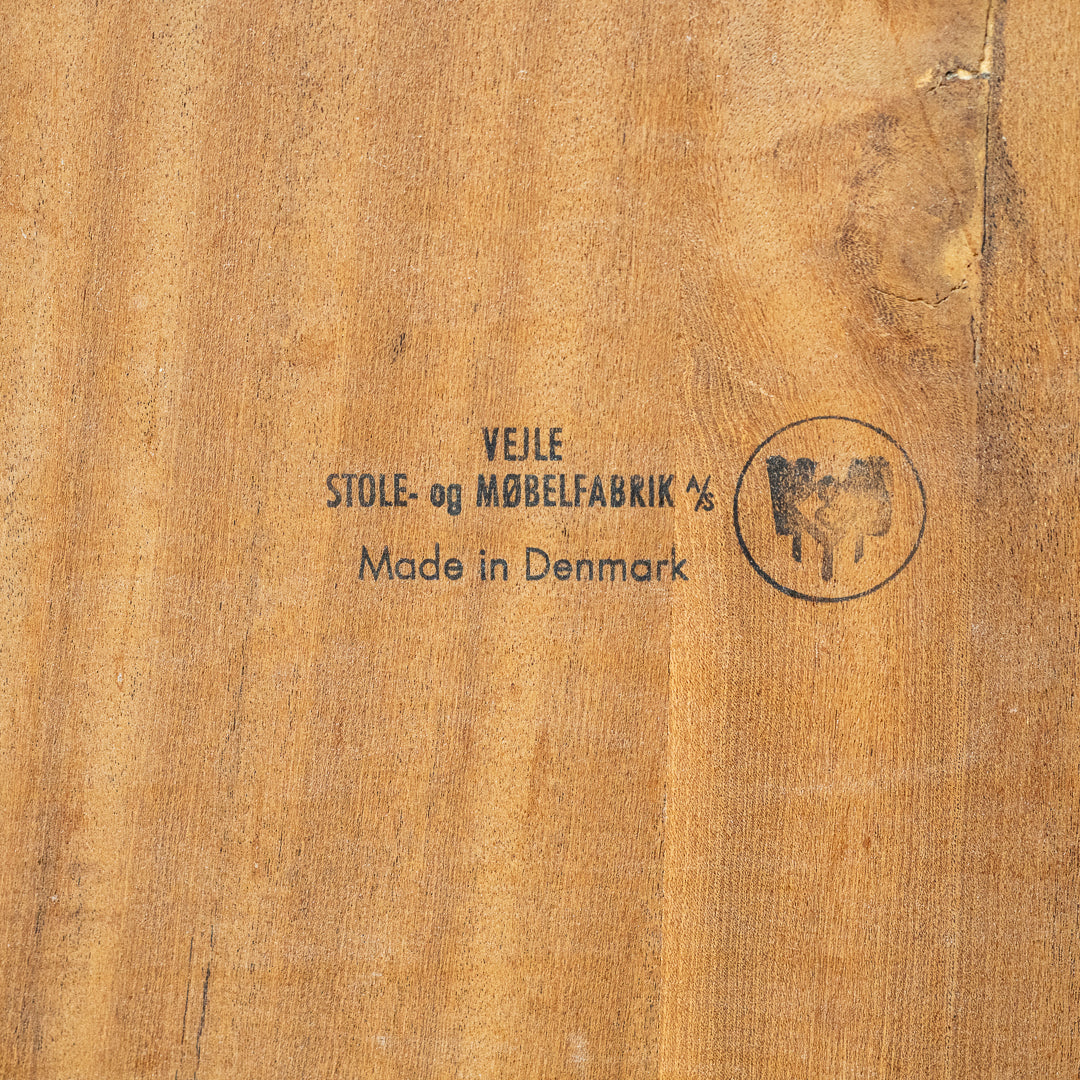 VEJLE
STOLE- og MØBELFABRIK A/S
Made in Denmark